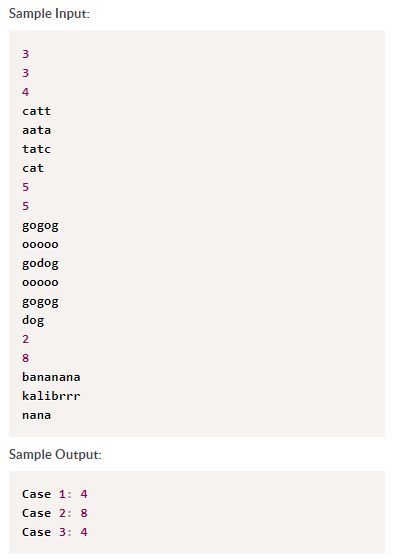 Sample Input:
3
3
4
catt
aata
tatc
cat
5
5
gogog
ooooo
godog
ooooo
gogog
dog
2
8
bananana
kalibrrr
nana
Sample Output:
Case 1: 4
Case 2: 8
Case 3: 4